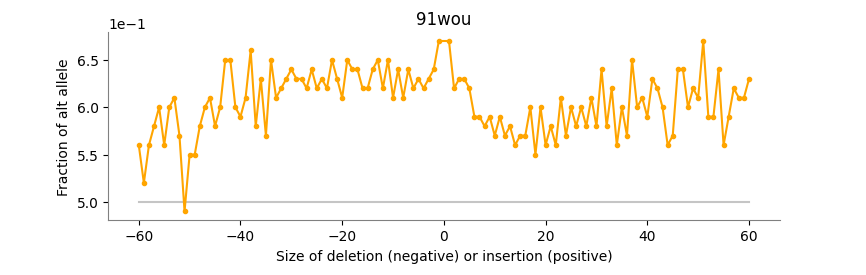 91wou
1e−1
Fraction of alt allele
6.5
6.0
5.5
5.0
−60 −40 −20 0 20 40 60
Size of deletion (negative) or insertion (positive)